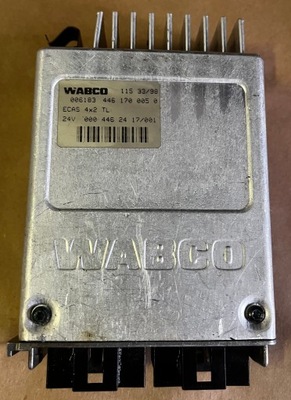 WABCO 115 33/98
006183 446 170 005 0
ECAS 4x2 TL
24V 000 446 24 17/001
WABCO